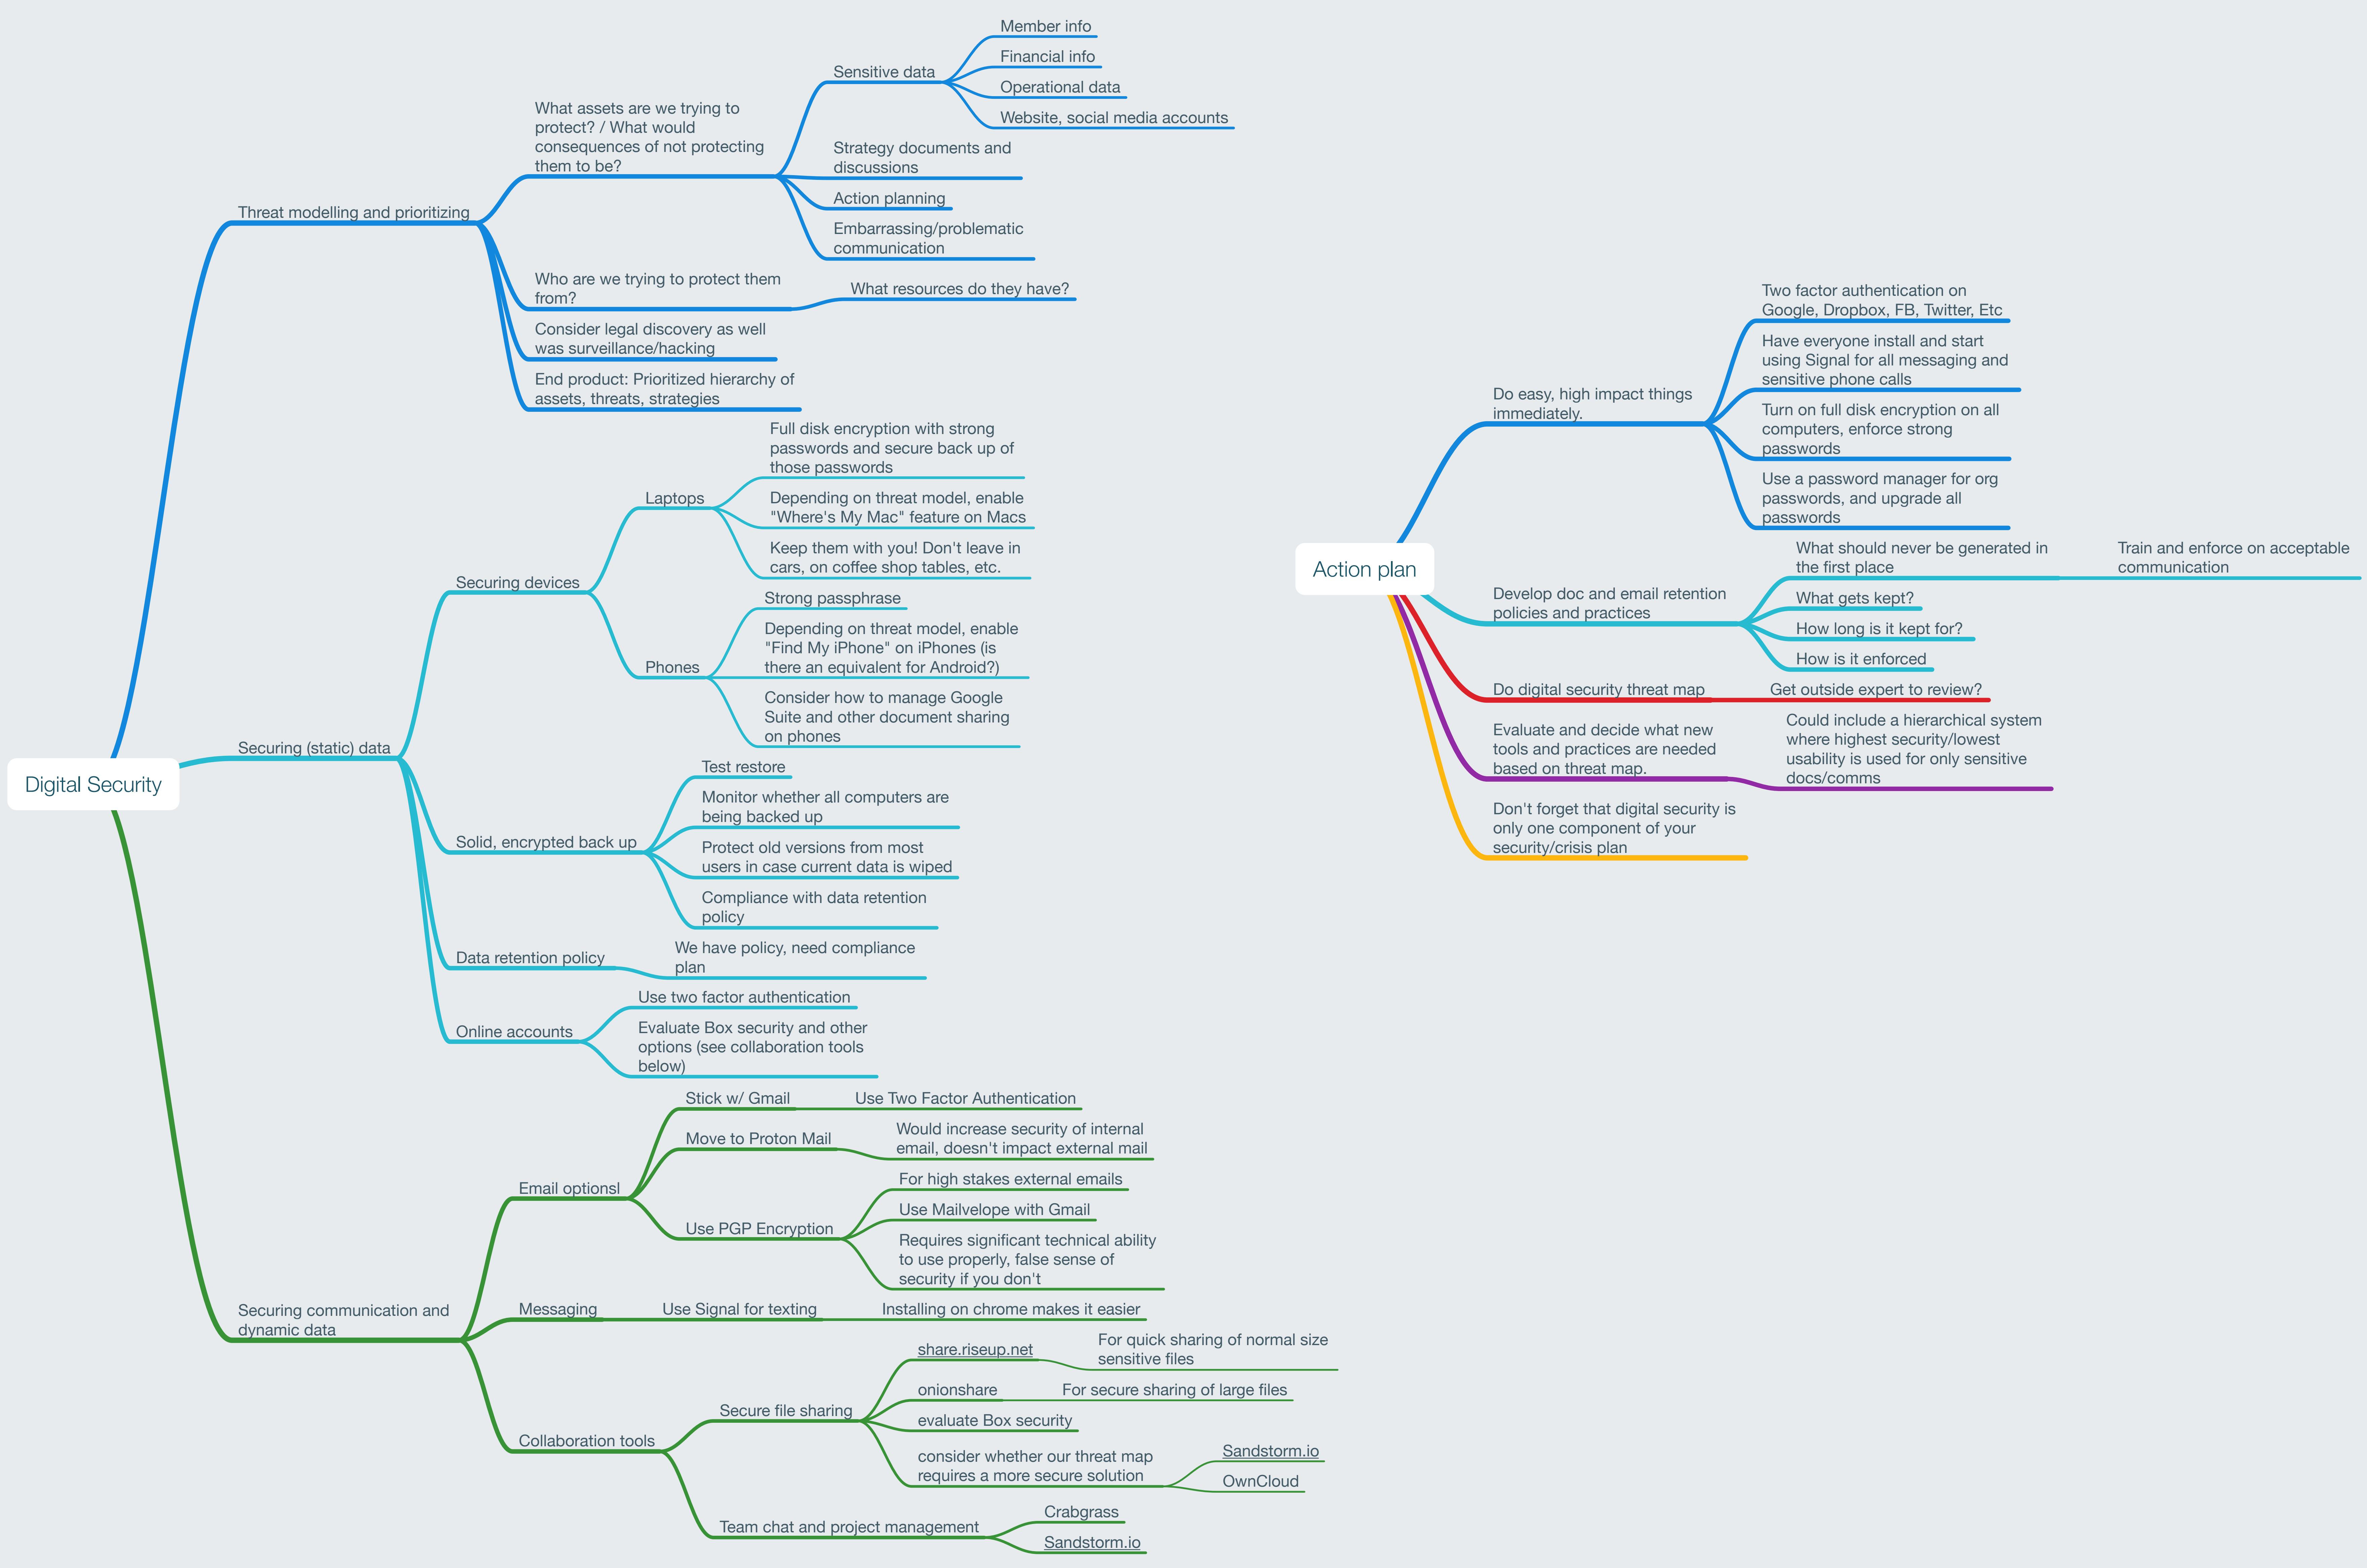 Digital Security
Threat modelling and prioritizing
What assets are we trying to
protect? / What would
consequences of not protecting
them to be?
Sensitive data
Member info
Financial info
Operational data
Website, social media accounts
Strategy documents and
discussions
Action planning
Embarrassing/problematic
communication
Who are we trying to protect them
from?
What resources do they have?
Consider legal discovery as well
was surveillance/hacking
End product: Prioritized hierarchy of
assets, threats, strategies
Securing (static) data
Securing devices
Laptops
Full disk encryption with strong
passwords and secure back up of
those passwords
Depending on threat model, enable
"Where's My Mac" feature on Macs
Keep them with you! Don't leave in
cars, on coffee shop tables, etc.
Phones
Strong passphrase
Depending on threat model, enable
"Find My iPhone" on iPhones (is
there an equivalent for Android?)
Consider how to manage Google
Suite and other document sharing
on phones
Solid, encrypted back up
Test restore
Monitor whether all computers are
being backed up
Protect old versions from most
users in case current data is wiped
Compliance with data retention
policy
Data retention policy
We have policy, need compliance
plan
Online accounts
Use two factor authentication
Evaluate Box security and other
options (see collaboration tools
below)
Securing communication and
dynamic data
Email optionsl
Stick w/ Gmail
Use Two Factor Authentication
Move to Proton Mail
Would increase security of internal
email, doesn't impact external mail
Use PGP Encryption
For high stakes external emails
Use Mailvelope with Gmail
Requires significant technical ability
to use properly, false sense of
security if you don't
Messaging
Use Signal for texting
Installing on chrome makes it easier
Collaboration tools
Secure file sharing
share.riseup.net
For quick sharing of normal size
sensitive files
onionshare
For secure sharing of large files
evaluate Box security
consider whether our threat map
requires a more secure solution
Sandstorm.io
OwnCloud
Team chat and project management
Crabgrass
Sandstorm.io
Action plan
Do easy, high impact things
immediately.
Two factor authentication on
Google, Dropbox, FB, Twitter, Etc
Have everyone install and start
using Signal for all messaging and
sensitive phone calls
Turn on full disk encryption on all
computers, enforce strong
passwords
Use a password manager for org
passwords, and upgrade all
passwords
Develop doc and email retention
policies and practices
What should never be generated in
the first place
Train and enforce on acceptable
communication
What gets kept?
How long is it kept for?
How is it enforced
Do digital security threat map
Get outside expert to review?
Evaluate and decide what new
tools and practices are needed
based on threat map.
Could include a hierarchical system
where highest security/lowest
usability is used for only sensitive
docs/comms
Don't forget that digital security is
only one component of your
security/crisis plan